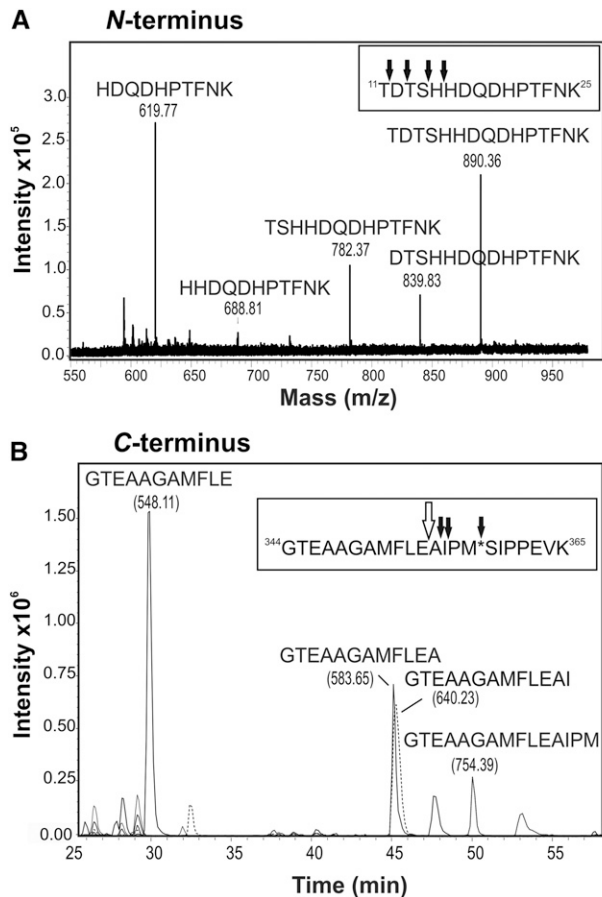 A
N-terminus
HDQDHPTFNK
619.77
¹¹TDTSHHDQDHPTFNK²⁵
TDTSHHDQDHPTFNK
890.36
TSHHDQDHPTFNK
782.37
DTSHHDQDHPTFNK
839.83
HHDQDHPTFNK
688.81
Intensity x10⁵
3.0
2.5
2.0
1.5
1.0
0.5
0.0
550 600 650 700 750 800 850 900 950
Mass (m/z)
B
C-terminus
GTEAAGAMFLE
(548.11)
³⁴⁴GTEAAGAMFLEAIPM*SIPPEVK³⁶⁵
GTEAAGAMFLEA
(583.65)
GTEAAGAMFLEAI
(640.23)
GTEAAGAMFLEAIPM
(754.39)
Intensity x10⁶
1.50
1.25
1.00
0.75
0.50
0.25
0.00
25 30 35 40 45 50 55
Time (min)